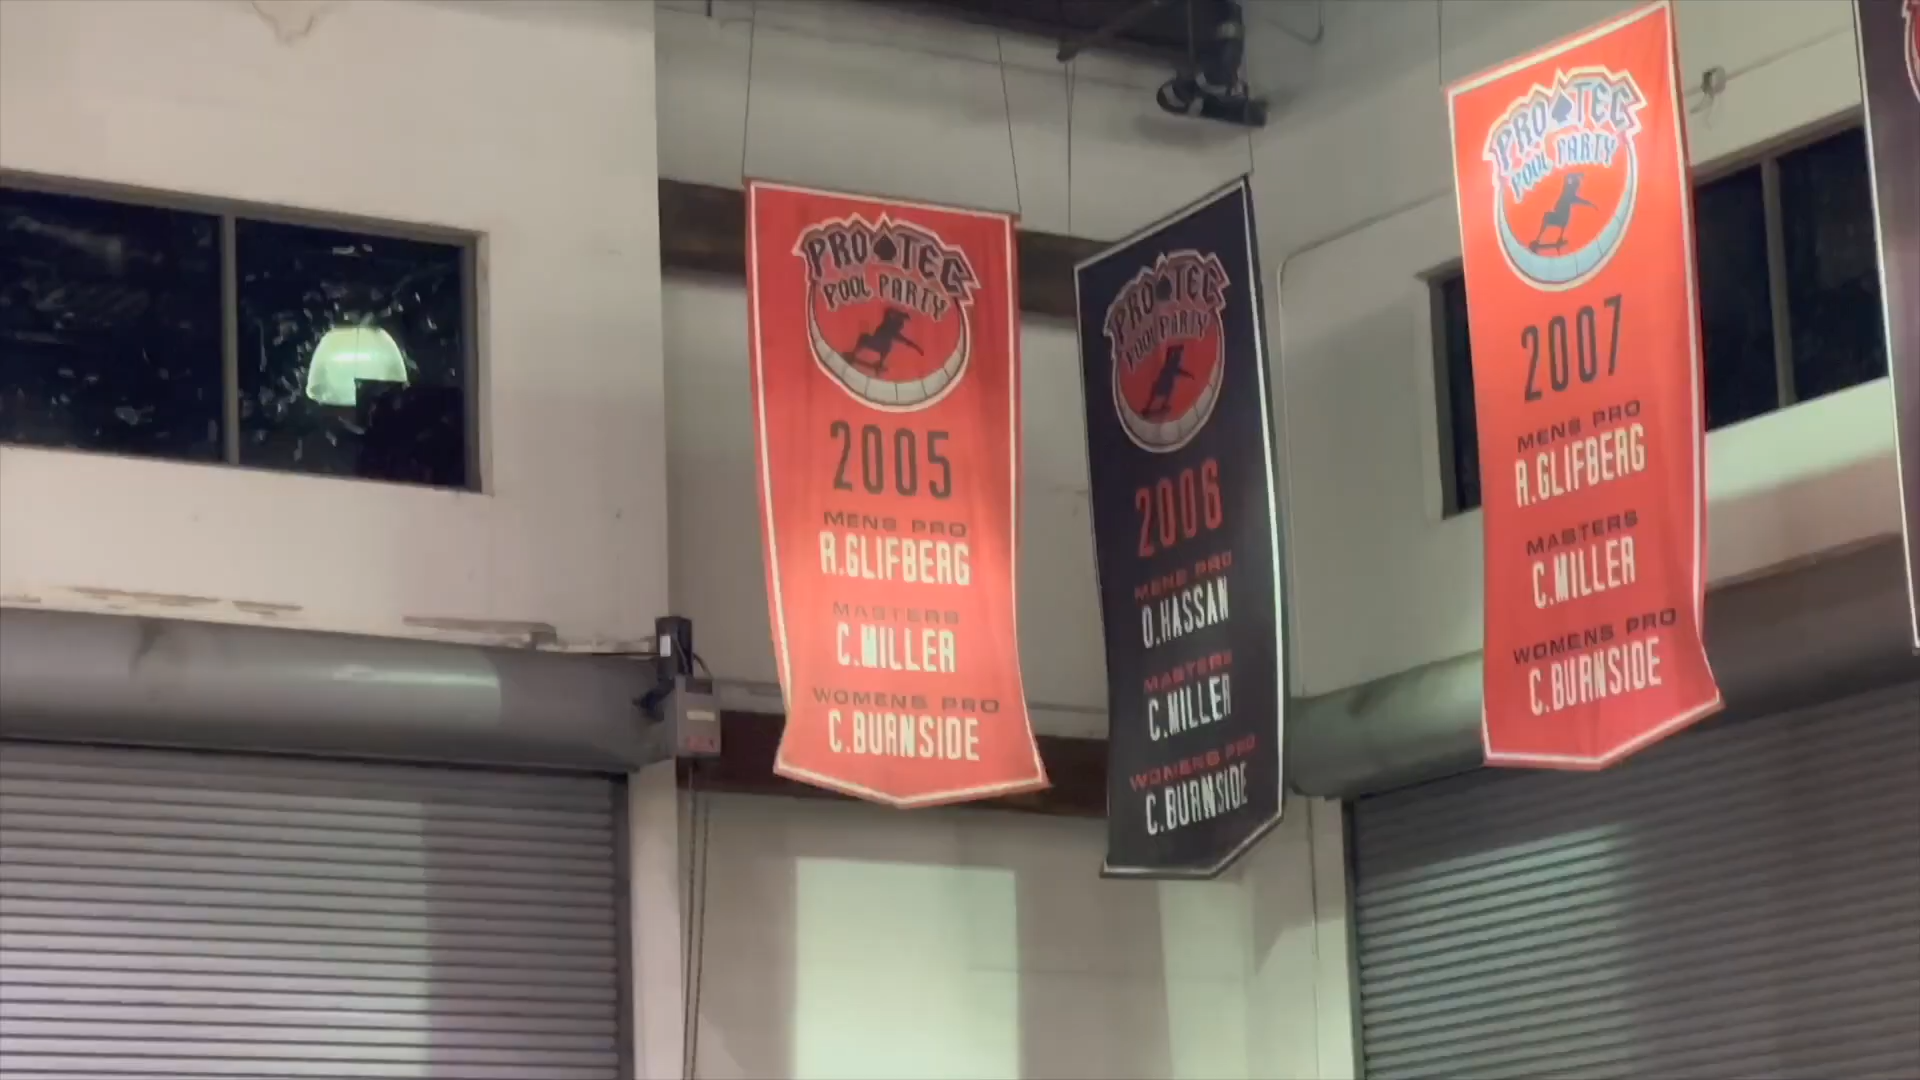 PRO TEC
POOL PARTY
2005
MENS PRO
R.GLIFBERG
MASTERS
C.MILLER
WOMENS PRO
C.BURNSIDE
PRO TEC
POOL PARTY
2006
MENS PRO
O.HASSAN
MASTERS
C.MILLER
WOMENS PRO
C.BURNSIDE
PRO TEC
POOL PARTY
2007
MENS PRO
R.GLIFBERG
MASTERS
C.MILLER
WOMENS PRO
C.BURNSIDE